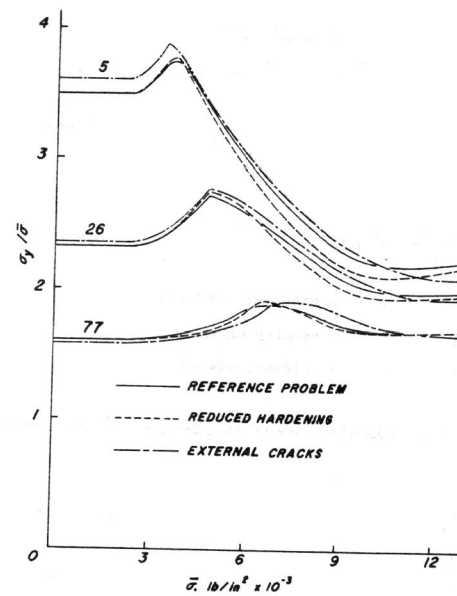 4
5
3
σy/σ̄
26
2
77
REFERENCE PROBLEM
REDUCED HARDENING
1
EXTERNAL CRACKS
0
3
6
9
12
σ̄, lb/in² × 10⁻³